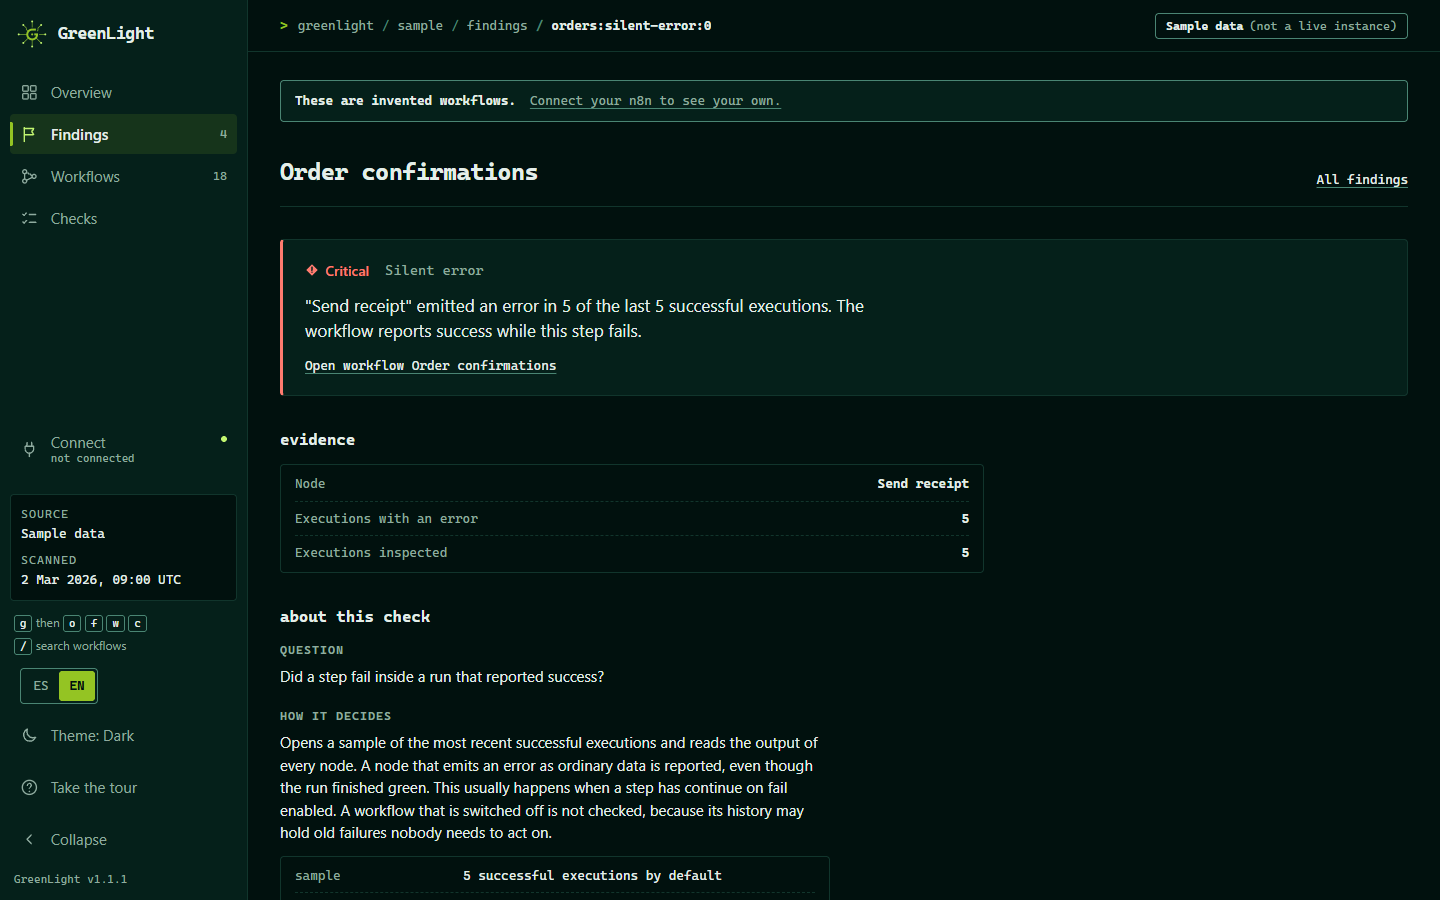 GreenLight
Overview
Findings 4
Workflows 18
Checks
Connect
not connected
SOURCE
Sample data
SCANNED
2 Mar 2026, 09:00 UTC
g then o f w c
/ search workflows
ES EN
Theme: Dark
Take the tour
Collapse
GreenLight v1.1.1
> greenlight / sample / findings / orders:silent-error:0
Sample data (not a live instance)
These are invented workflows. Connect your n8n to see your own.
Order confirmations
All findings
Critical Silent error
"Send receipt" emitted an error in 5 of the last 5 successful executions. The
workflow reports success while this step fails.
Open workflow Order confirmations
evidence
Node Send receipt
Executions with an error 5
Executions inspected 5
about this check
QUESTION
Did a step fail inside a run that reported success?
HOW IT DECIDES
Opens a sample of the most recent successful executions and reads the output of
every node. A node that emits an error as ordinary data is reported, even though
the run finished green. This usually happens when a step has continue on fail
enabled. A workflow that is switched off is not checked, because its history may
hold old failures nobody needs to act on.
sample 5 successful executions by default